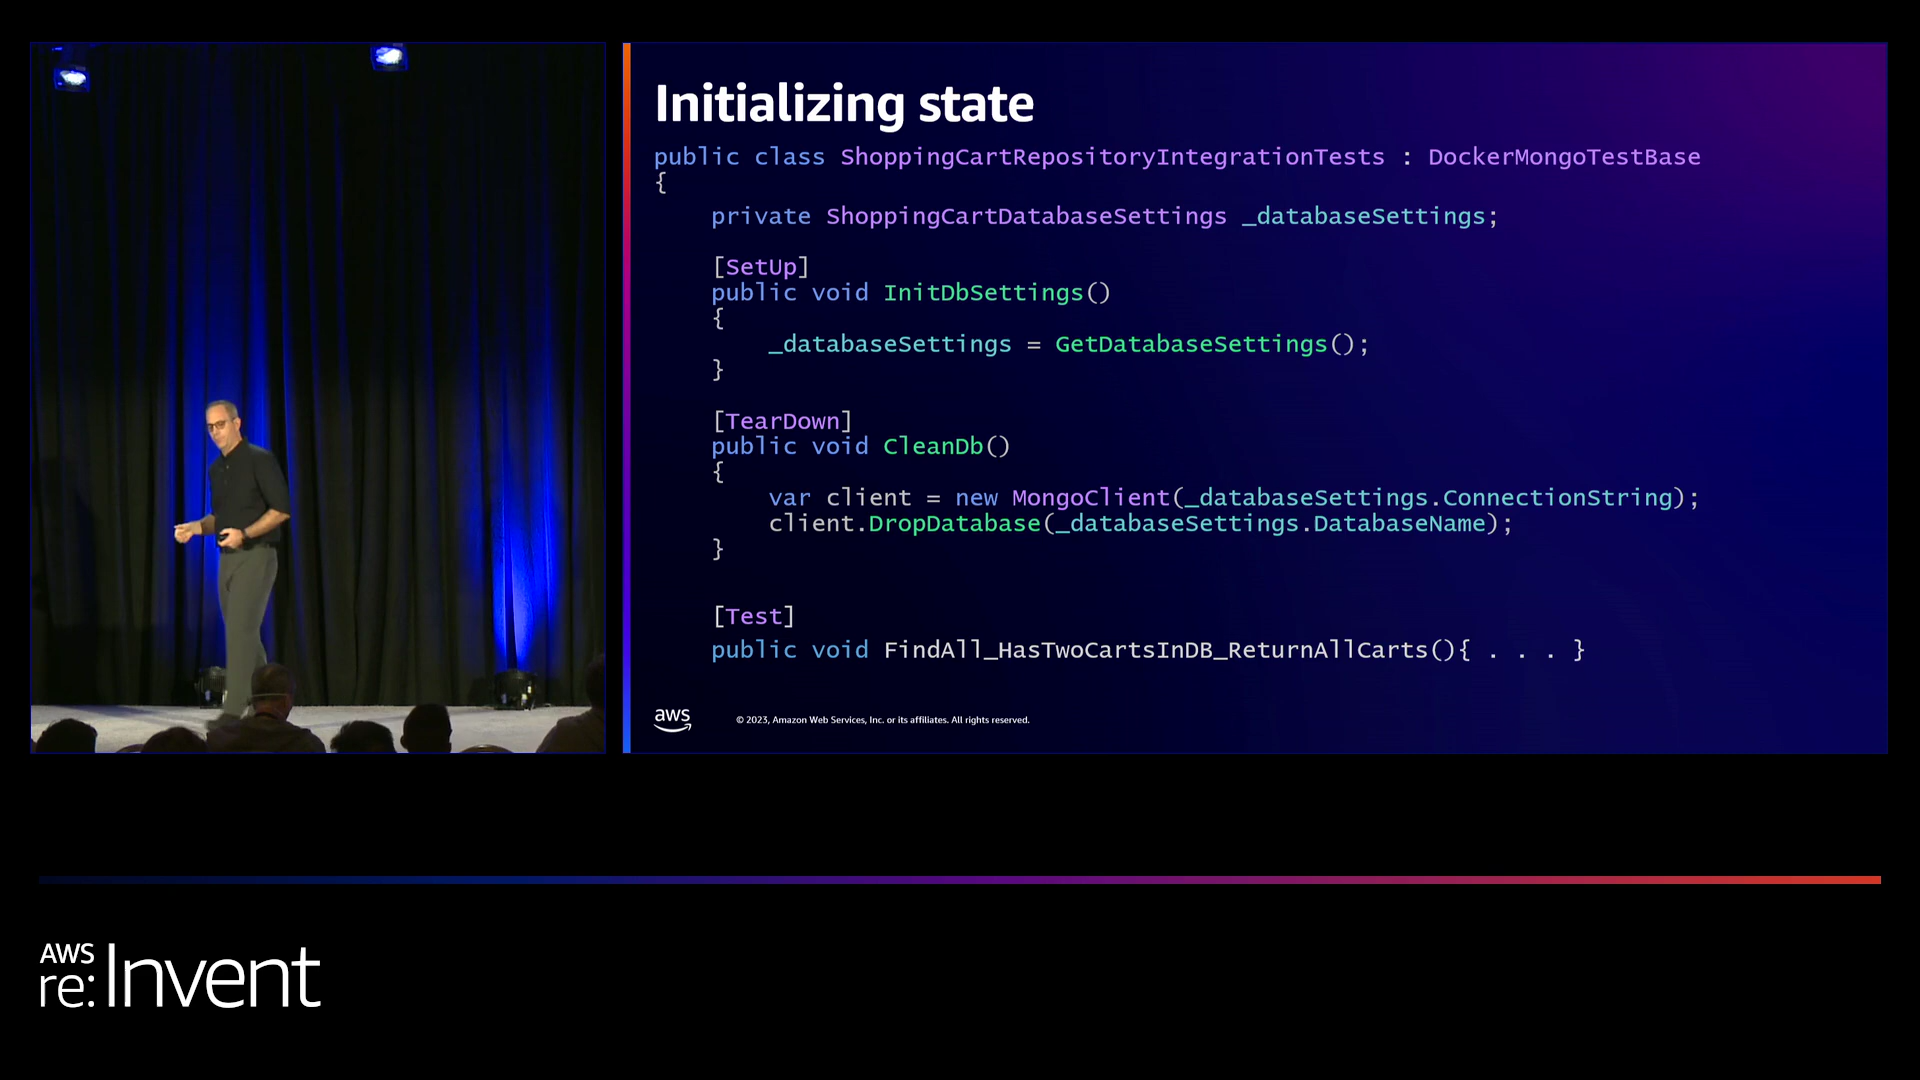 Initializing state
public class ShoppingCartRepositoryIntegrationTests : DockerMongoTestBase
{
private ShoppingCartDatabaseSettings _databaseSettings;
[SetUp]
public void InitDbSettings()
{
_databaseSettings = GetDatabaseSettings();
}
[TearDown]
public void CleanDb()
{
var client = new MongoClient(_databaseSettings.ConnectionString);
client.DropDatabase(_databaseSettings.DatabaseName);
}
[Test]
public void FindAll_HasTwoCartsInDB_ReturnAllCarts(){ . . . }
aws
© 2023, Amazon Web Services, Inc. or its affiliates. All rights reserved.
AWS
re:Invent